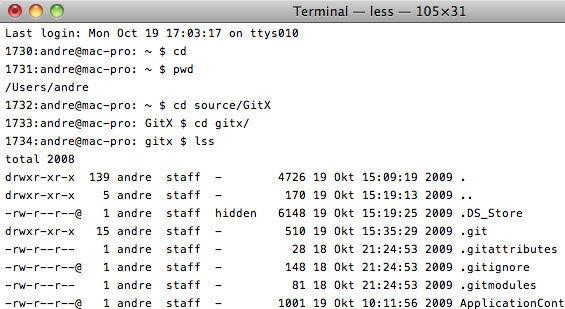 Terminal — less — 105×31
Last login: Mon Oct 19 17:03:17 on ttys010
1730:andre@mac-pro: ~ $ cd
1731:andre@mac-pro: ~ $ pwd
/Users/andre
1732:andre@mac-pro: ~ $ cd source/GitX
1733:andre@mac-pro: GitX $ cd gitx/
1734:andre@mac-pro: gitx $ lss
total 2008
drwxr-xr-x  139 andre  staff  -        4726 19 Okt 15:09:19 2009 .
drwxr-xr-x    5 andre  staff  -         170 19 Okt 15:19:13 2009 ..
-rw-r--r--@   1 andre  staff  hidden   6148 19 Okt 15:19:25 2009 .DS_Store
drwxr-xr-x   15 andre  staff  -         510 19 Okt 15:35:29 2009 .git
-rw-r--r--    1 andre  staff  -          28 18 Okt 21:24:53 2009 .gitattributes
-rw-r--r--@   1 andre  staff  -         148 18 Okt 21:24:53 2009 .gitignore
-rw-r--r--    1 andre  staff  -          81 18 Okt 21:24:53 2009 .gitmodules
-rw-r--r--@   1 andre  staff  -        1001 19 Okt 10:11:56 2009 ApplicationCont